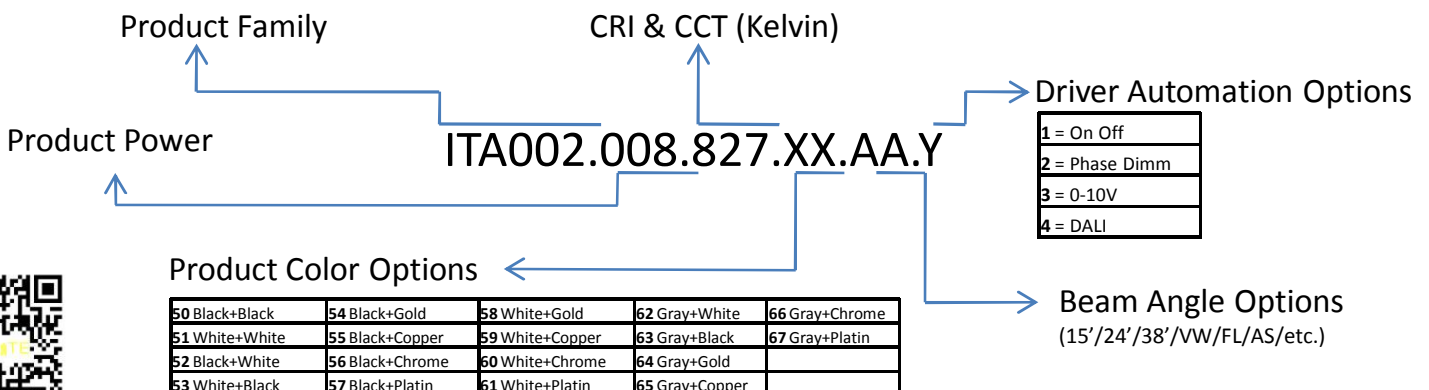 Product Family
CRI & CCT (Kelvin)
Driver Automation Options
1 = On Off
2 = Phase Dimm
3 = 0-10V
4 = DALI
Product Power
ITA002.008.827.XX.AA.Y
Product Color Options
50 Black+Black 54 Black+Gold 58 White+Gold 62 Gray+White 66 Gray+Chrome
51 White+White 55 Black+Copper 59 White+Copper 63 Gray+Black 67 Gray+Platin
52 Black+White 56 Black+Chrome 60 White+Chrome 64 Gray+Gold
53 White+Black 57 Black+Platin 61 White+Platin 65 Gray+Copper
Beam Angle Options
(15’/24’/38’/VW/FL/AS/etc.)